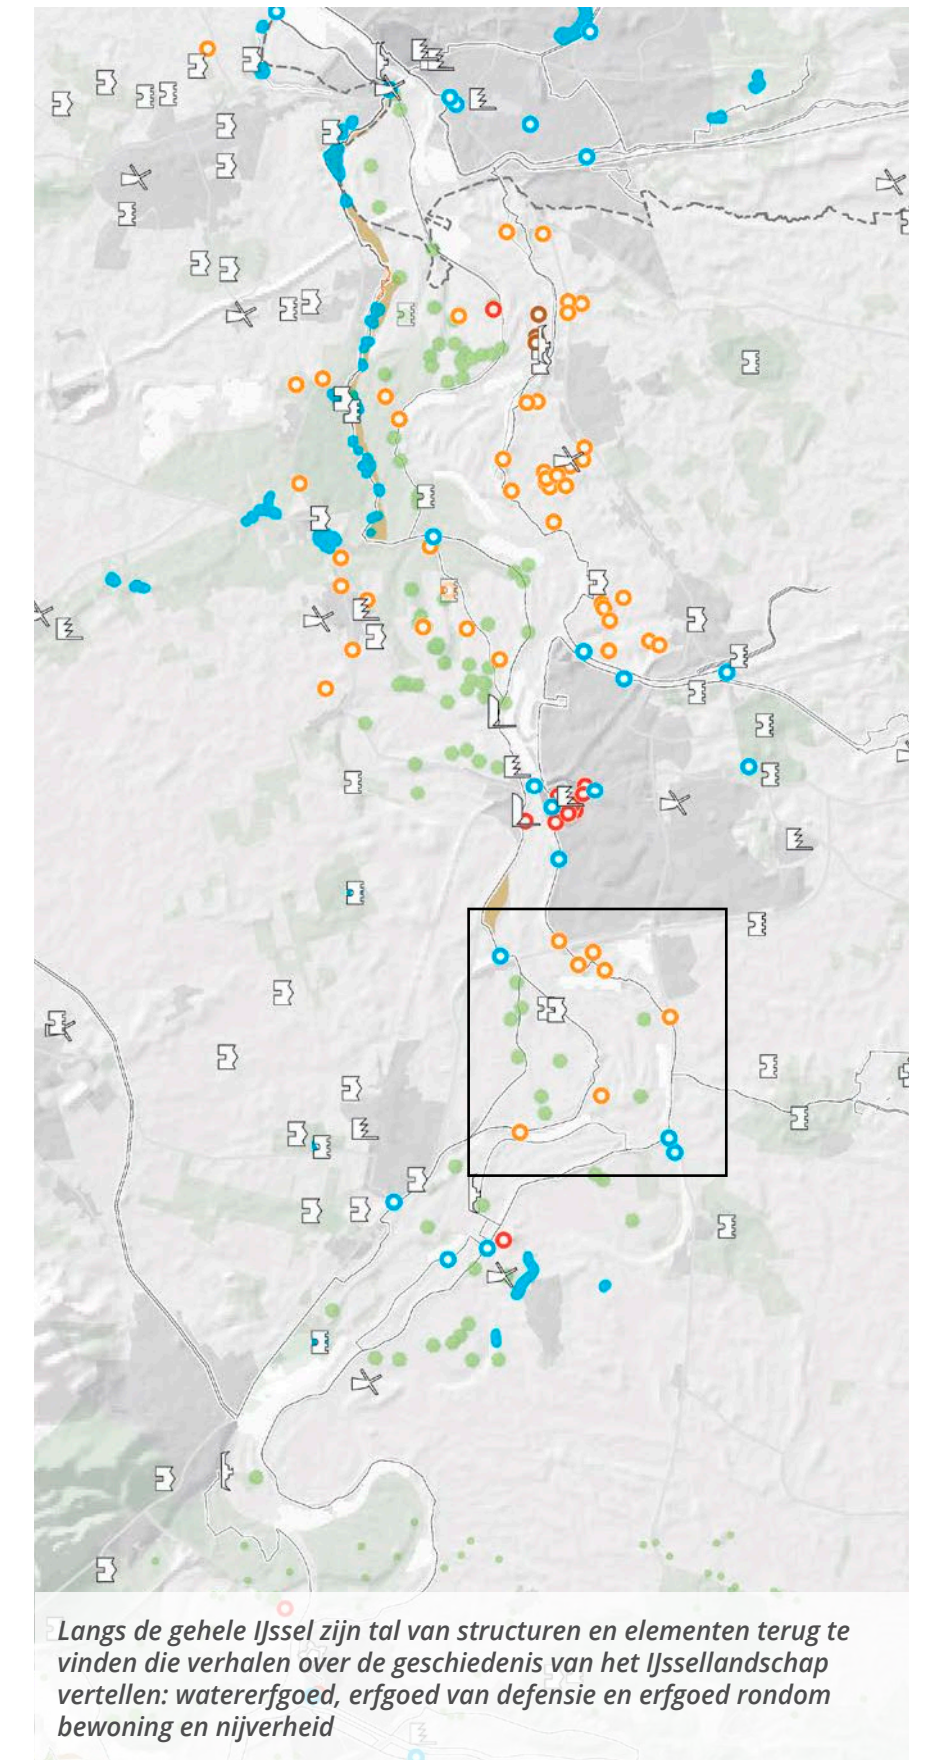 Langs de gehele IJssel zijn tal van structuren en elementen terug te
vinden die verhalen over de geschiedenis van het IJssellandschap
vertellen: watererfgoed, erfgoed van defensie en erfgoed rondom
bewoning en nijverheid